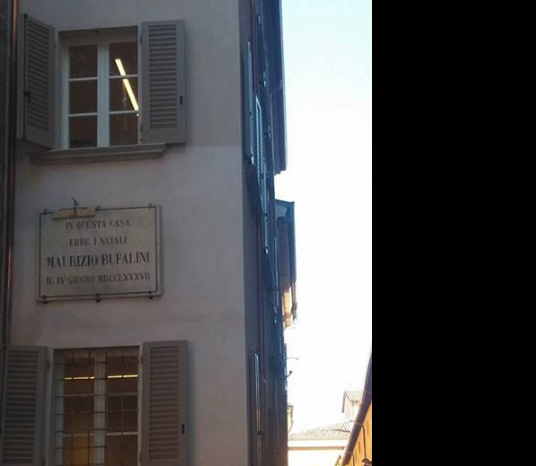 IN QUESTA CASA
EBBE I NATALI
MAURIZIO BUFALINI
IL IV GIUGNO MDCCLXXXVII